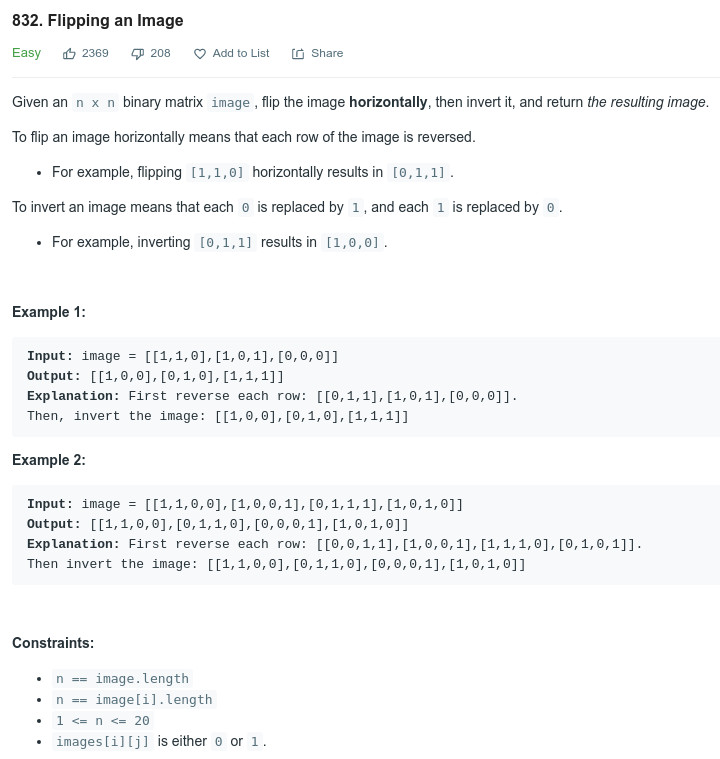 832. Flipping an Image
Easy 2369 208 Add to List Share
Given an n x n binary matrix image , flip the image horizontally, then invert it, and return the resulting image.
To flip an image horizontally means that each row of the image is reversed.
• For example, flipping [1,1,0] horizontally results in [0,1,1] .
To invert an image means that each 0 is replaced by 1 , and each 1 is replaced by 0 .
• For example, inverting [0,1,1] results in [1,0,0] .
Example 1:
Input: image = [[1,1,0],[1,0,1],[0,0,0]]
Output: [[1,0,0],[0,1,0],[1,1,1]]
Explanation: First reverse each row: [[0,1,1],[1,0,1],[0,0,0]].
Then, invert the image: [[1,0,0],[0,1,0],[1,1,1]]
Example 2:
Input: image = [[1,1,0,0],[1,0,0,1],[0,1,1,1],[1,0,1,0]]
Output: [[1,1,0,0],[0,1,1,0],[0,0,0,1],[1,0,1,0]]
Explanation: First reverse each row: [[0,0,1,1],[1,0,0,1],[1,1,1,0],[0,1,0,1]].
Then invert the image: [[1,1,0,0],[0,1,1,0],[0,0,0,1],[1,0,1,0]]
Constraints:
• n == image.length
• n == image[i].length
• 1 <= n <= 20
• images[i][j] is either 0 or 1 .